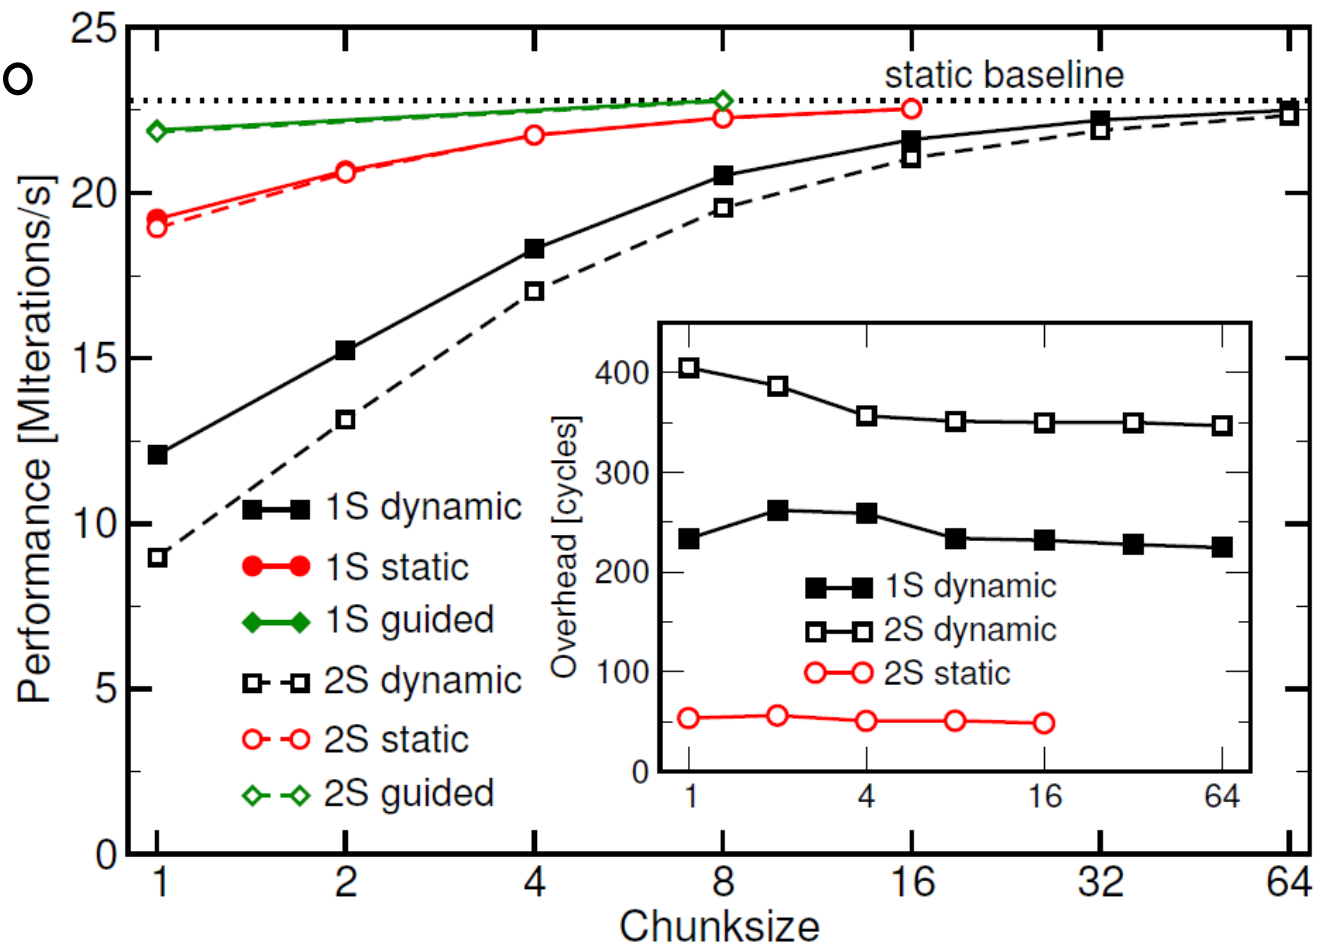 25
20
15
10
5
0
Performance [MIterations/s]
o
static baseline
1S dynamic
1S static
1S guided
2S dynamic
2S static
2S guided
400
300
200
100
0
Overhead [cycles]
1S dynamic
2S dynamic
2S static
1 4 16 64
1 2 4 8 16 32 64
Chunksize